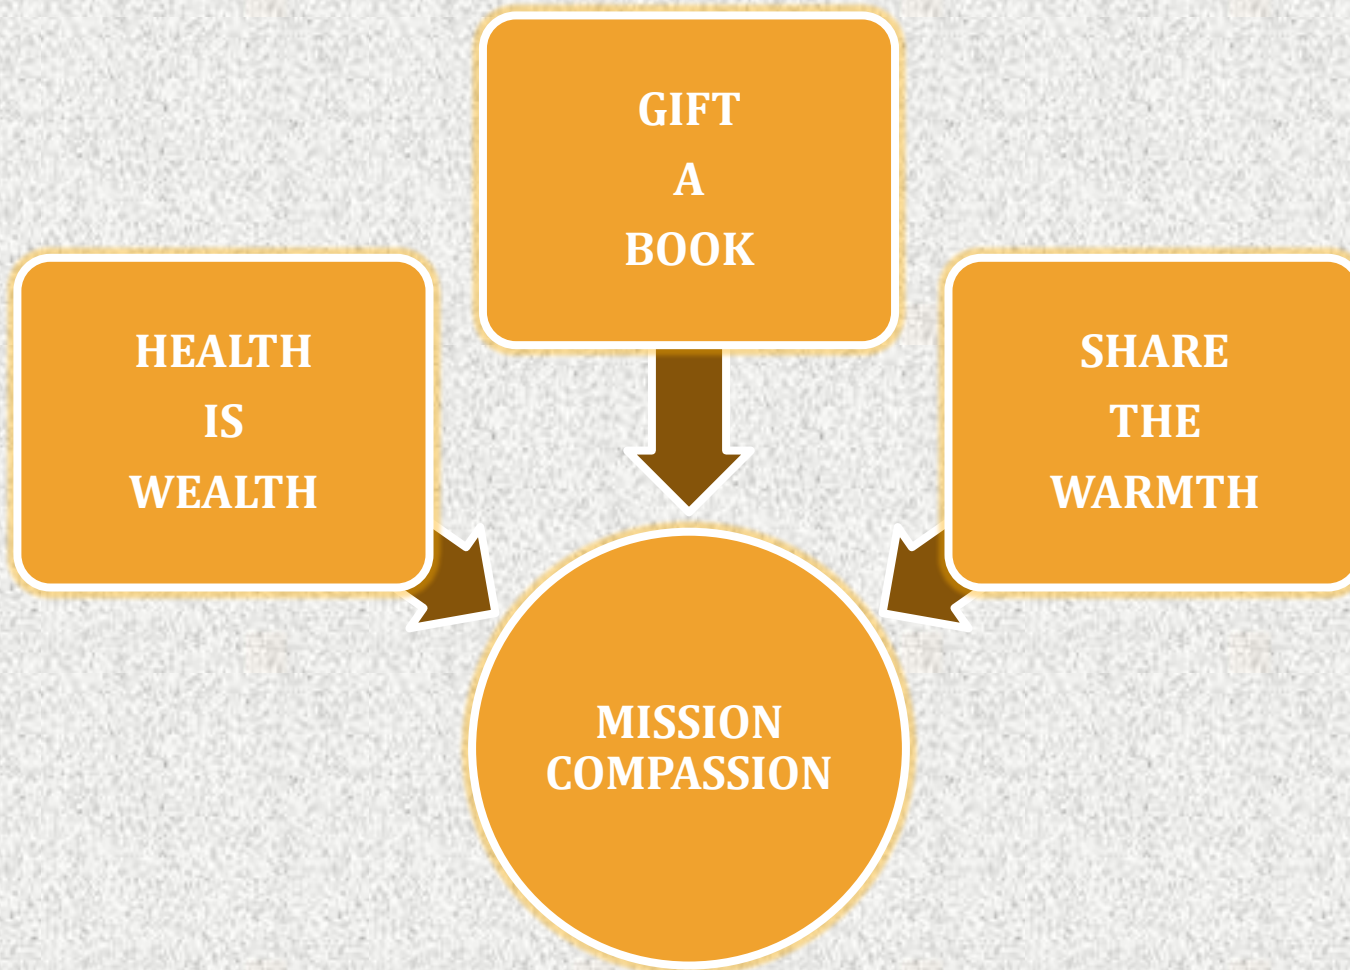 GIFT
A
BOOK
HEALTH
IS
WEALTH
SHARE
THE
WARMTH
MISSION
COMPASSION